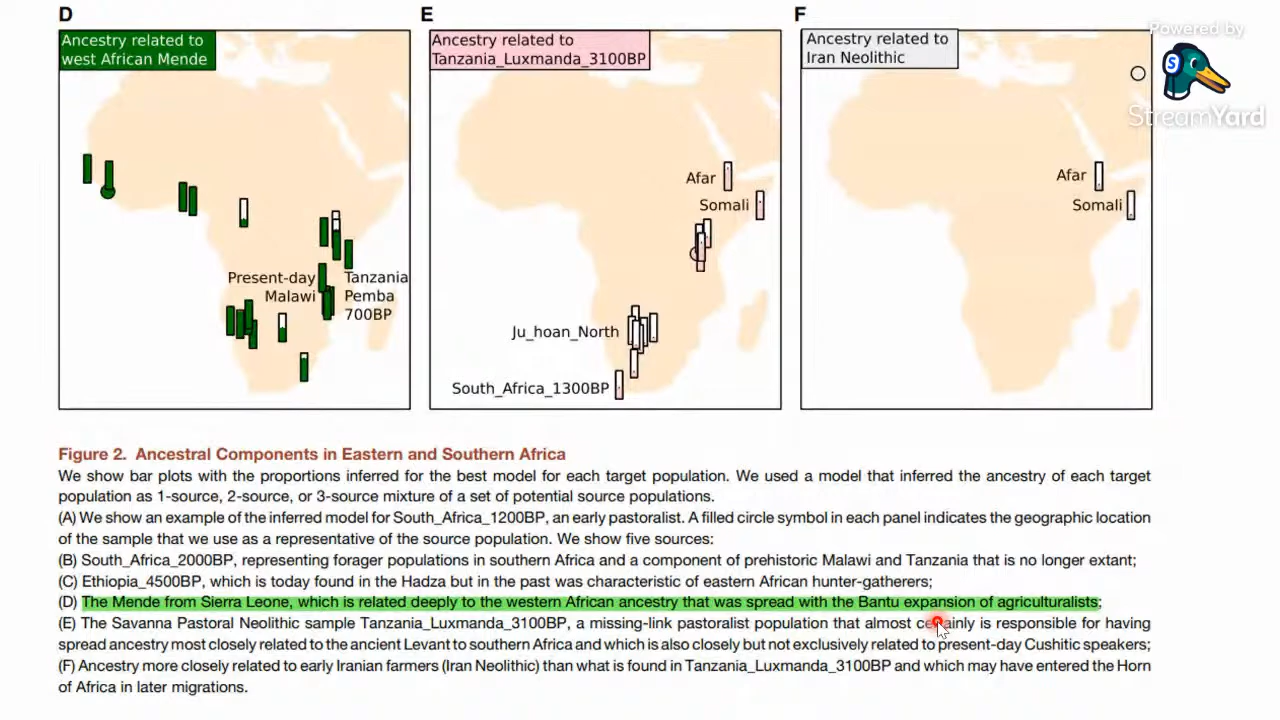 D
E
F
Ancestry related to
west African Mende
Ancestry related to
Tanzania_Luxmanda_3100BP
Ancestry related to
Iran Neolithic
Powered by
StreamYard
Present-day
Malawi
Tanzania
Pemba
700BP
Afar
Somali
Ju_hoan_North
South_Africa_1300BP
Afar
Somali
Figure 2. Ancestral Components in Eastern and Southern Africa
We show bar plots with the proportions inferred for the best model for each target population. We used a model that inferred the ancestry of each target
population as 1-source, 2-source, or 3-source mixture of a set of potential source populations.
(A) We show an example of the inferred model for South_Africa_1200BP, an early pastoralist. A filled circle symbol in each panel indicates the geographic location
of the sample that we use as a representative of the source population. We show five sources:
(B) South_Africa_2000BP, representing forager populations in southern Africa and a component of prehistoric Malawi and Tanzania that is no longer extant;
(C) Ethiopia_4500BP, which is today found in the Hadza but in the past was characteristic of eastern African hunter-gatherers;
(D) The Mende from Sierra Leone, which is related deeply to the western African ancestry that was spread with the Bantu expansion of agriculturalists;
(E) The Savanna Pastoral Neolithic sample Tanzania_Luxmanda_3100BP, a missing-link pastoralist population that almost certainly is responsible for having
spread ancestry most closely related to the ancient Levant to southern Africa and which is also closely but not exclusively related to present-day Cushitic speakers;
(F) Ancestry more closely related to early Iranian farmers (Iran Neolithic) than what is found in Tanzania_Luxmanda_3100BP and which may have entered the Horn
of Africa in later migrations.